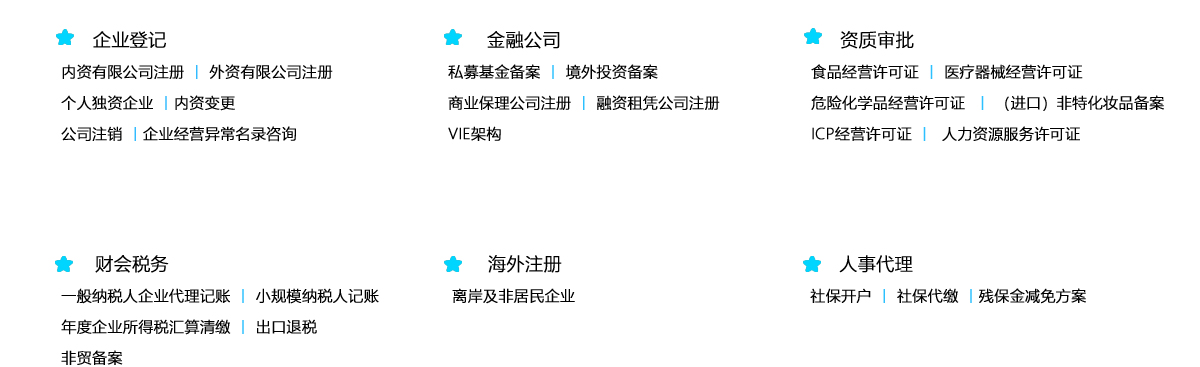 企业登记
内资有限公司注册 | 外资有限公司注册
个人独资企业 | 内资变更
公司注销 | 企业经营异常名录咨询
金融公司
私募基金备案 | 境外投资备案
商业保理公司注册 | 融资租凭公司注册
VIE架构
资质审批
食品经营许可证 | 医疗器械经营许可证
危险化学品经营许可证 | （进口）非特化妆品备案
ICP经营许可证 | 人力资源服务许可证
财会税务
一般纳税人企业代理记账 | 小规模纳税人记账
年度企业所得税汇算清缴 | 出口退税
非贸备案
海外注册
离岸及非居民企业
人事代理
社保开户 | 社保代缴 | 残保金减免方案